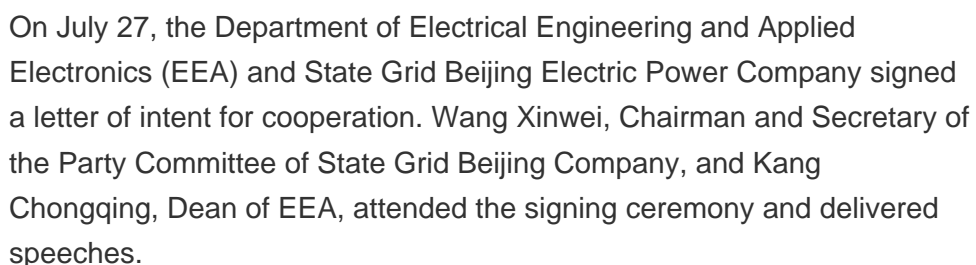 On July 27, the Department of Electrical Engineering and Applied
Electronics (EEA) and State Grid Beijing Electric Power Company signed
a letter of intent for cooperation. Wang Xinwei, Chairman and Secretary of
the Party Committee of State Grid Beijing Company, and Kang
Chongqing, Dean of EEA, attended the signing ceremony and delivered
speeches.